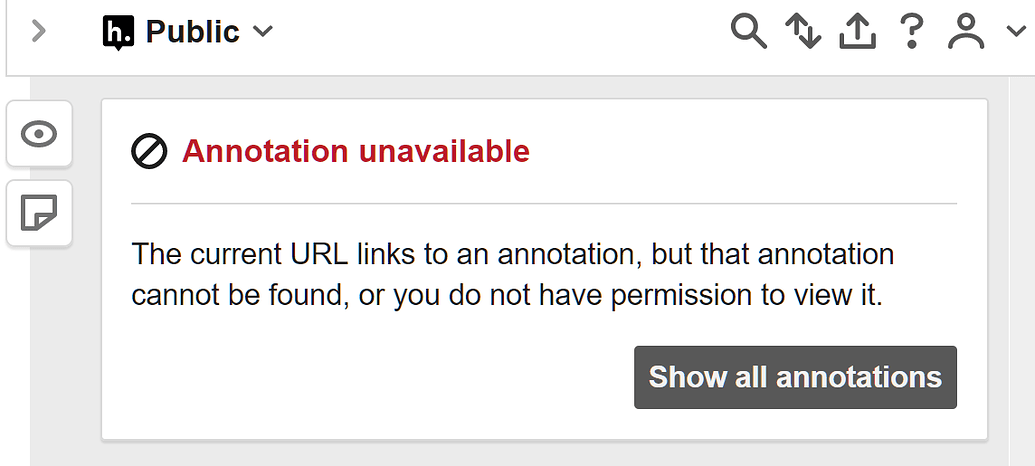 h. Public
Annotation unavailable
The current URL links to an annotation, but that annotation
cannot be found, or you do not have permission to view it.
Show all annotations